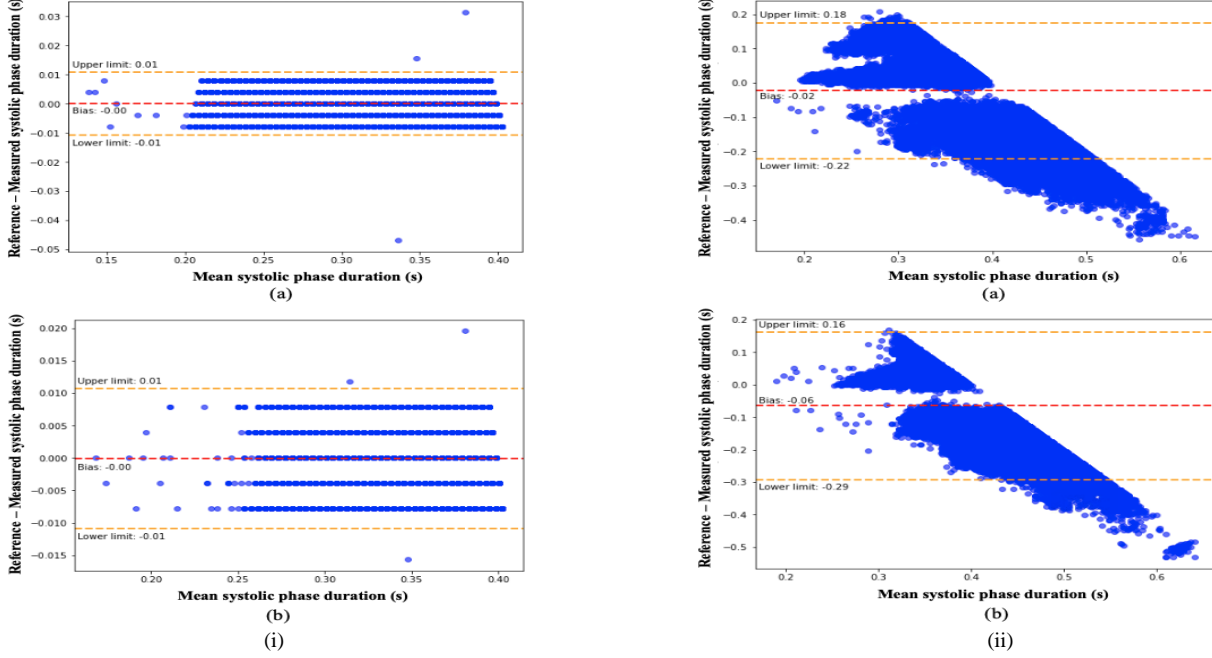 0.03
0.02
Upper limit: 0.01
0.01
0.00
Bias: -0.00
−0.01
Lower limit: -0.01
−0.02
−0.03
−0.04
−0.05
0.15 0.20 0.25 0.30 0.35 0.40
Reference – Measured systolic phase duration (s)
Mean systolic phase duration (s)
(a)
0.2
Upper limit: 0.18
0.1
0.0
Bias: -0.02
−0.1
−0.2
Lower limit: -0.22
−0.3
−0.4
0.2 0.3 0.4 0.5 0.6
Reference – Measured systolic phase duration (s)
Mean systolic phase duration (s)
(a)
0.020
0.015
Upper limit: 0.01
0.010
0.005
0.000
Bias: -0.00
−0.005
−0.010
Lower limit: -0.01
−0.015
0.20 0.25 0.30 0.35 0.40
Reference – Measured systolic phase duration (s)
Mean systolic phase duration (s)
(b)
(i)
0.2
Upper limit: 0.16
0.1
0.0
Bias: -0.06
−0.1
−0.2
−0.3
Lower limit: -0.29
−0.4
−0.5
0.2 0.3 0.4 0.5 0.6
Reference – Measured systolic phase duration (s)
Mean systolic phase duration (s)
(b)
(ii)